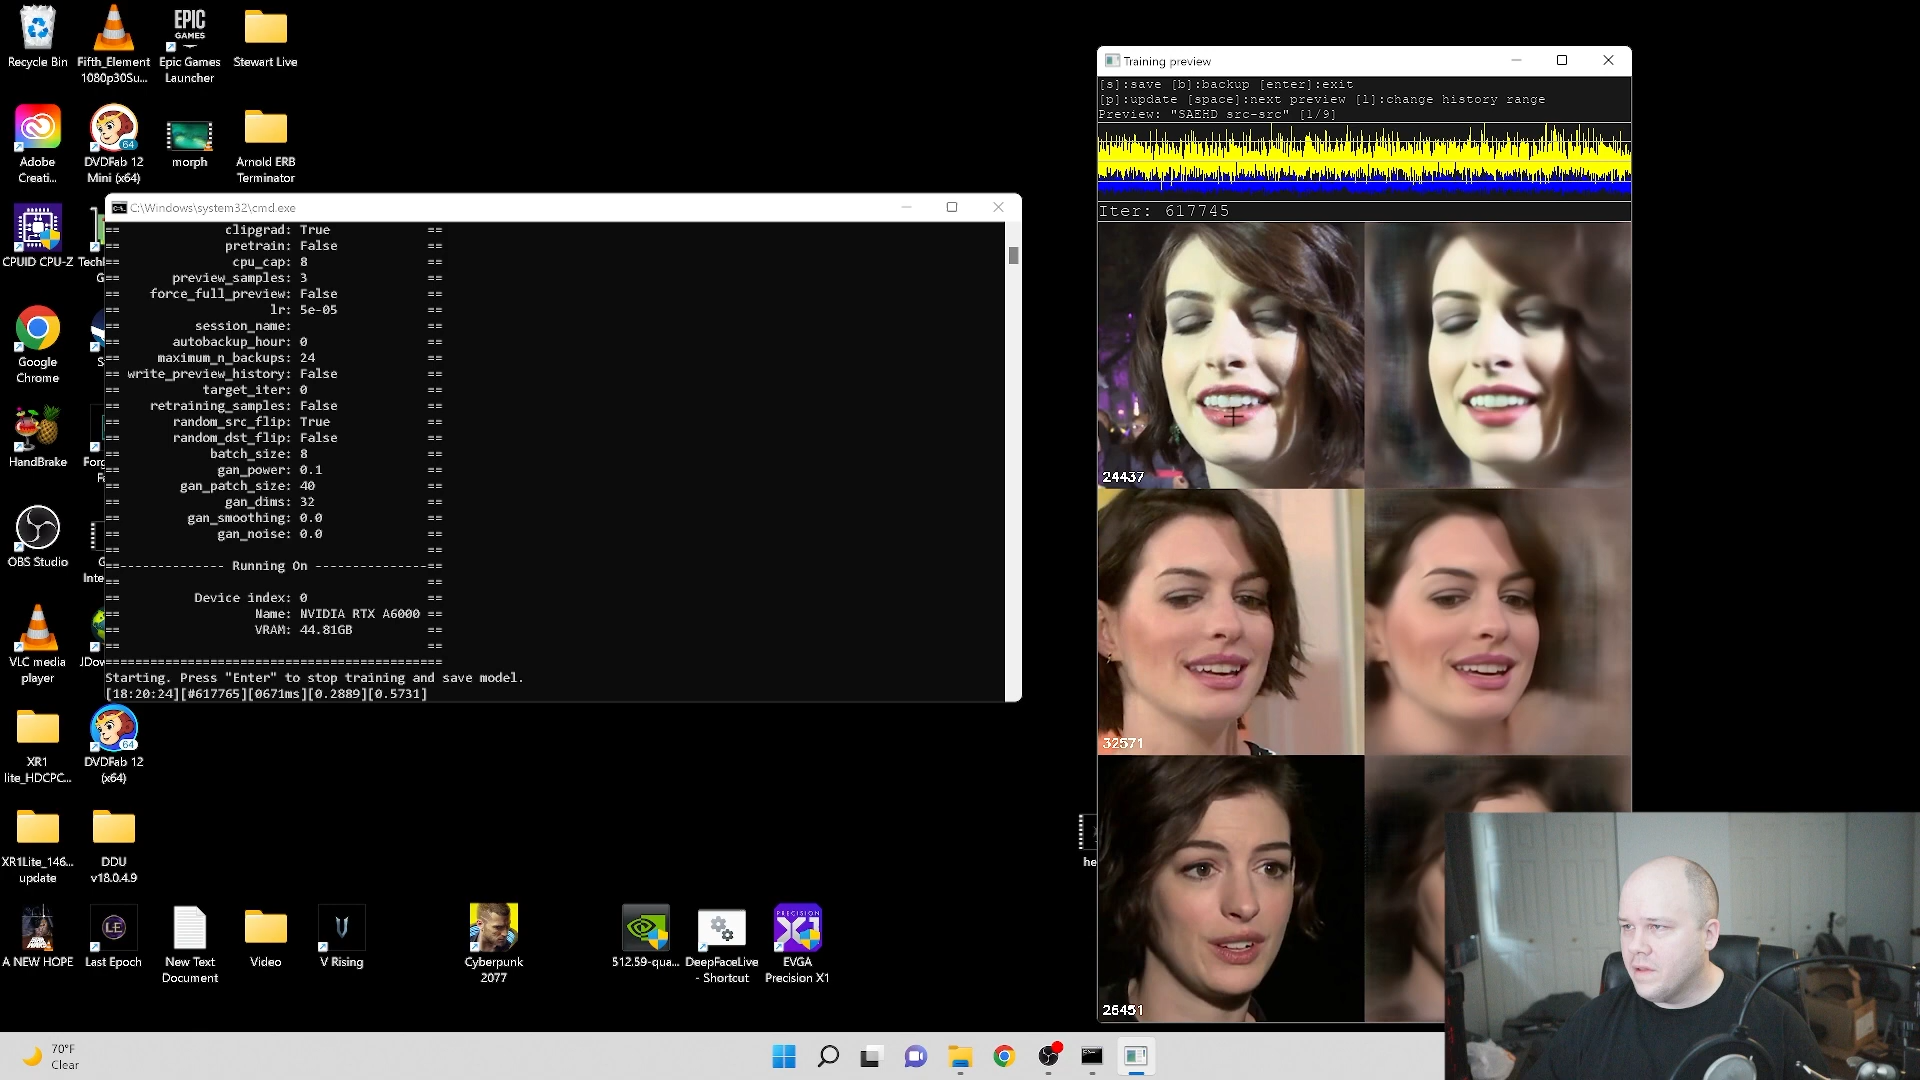 Recycle Bin
Fifth_Element
1080p30Su...
EPIC
GAMES
Epic Games
Launcher
Stewart Live
Adobe
Creati...
64
DVDFab 12
Mini (x64)
morph
Arnold ERB
Terminator
CPUID CPU-Z
Google
Chrome
HandBrake
OBS Studio
VLC media
player
XR1
lite_HDCPC...
64
DVDFab 12
(x64)
XR1Lite_146...
update
DDU
v18.0.4.9
A NEW HOPE
LE
Last Epoch
New Text
Document
Video
V Rising
Cyberpunk
2077
512.59-qua...
DeepFaceLive
- Shortcut
PRECISION
X1
EVGA
Precision X1
he
C:\Windows\system32\cmd.exe
== clipgrad: True ==
== pretrain: False ==
== cpu_cap: 8 ==
== preview_samples: 3 ==
== force_full_preview: False ==
== lr: 5e-05 ==
== session_name: ==
== autobackup_hour: 0 ==
== maximum_n_backups: 24 ==
== write_preview_history: False ==
== target_iter: 0 ==
== retraining_samples: False ==
== random_src_flip: True ==
== random_dst_flip: False ==
== batch_size: 8 ==
== gan_power: 0.1 ==
== gan_patch_size: 40 ==
== gan_dims: 32 ==
== gan_smoothing: 0.0 ==
== gan_noise: 0.0 ==
== ==
==-------------- Running On ---------------==
== ==
== Device index: 0 ==
== Name: NVIDIA RTX A6000 ==
== VRAM: 44.81GB ==
== ==
=============================================
Starting. Press "Enter" to stop training and save model.
[18:20:24][#617765][0671ms][0.2889][0.5731]
Training preview
[s]:save [b]:backup [enter]:exit
[p]:update [space]:next preview [l]:change history range
Preview: "SAEHD src-src" [1/9]
Iter: 617745
24437
32571
26451
70°F
Clear